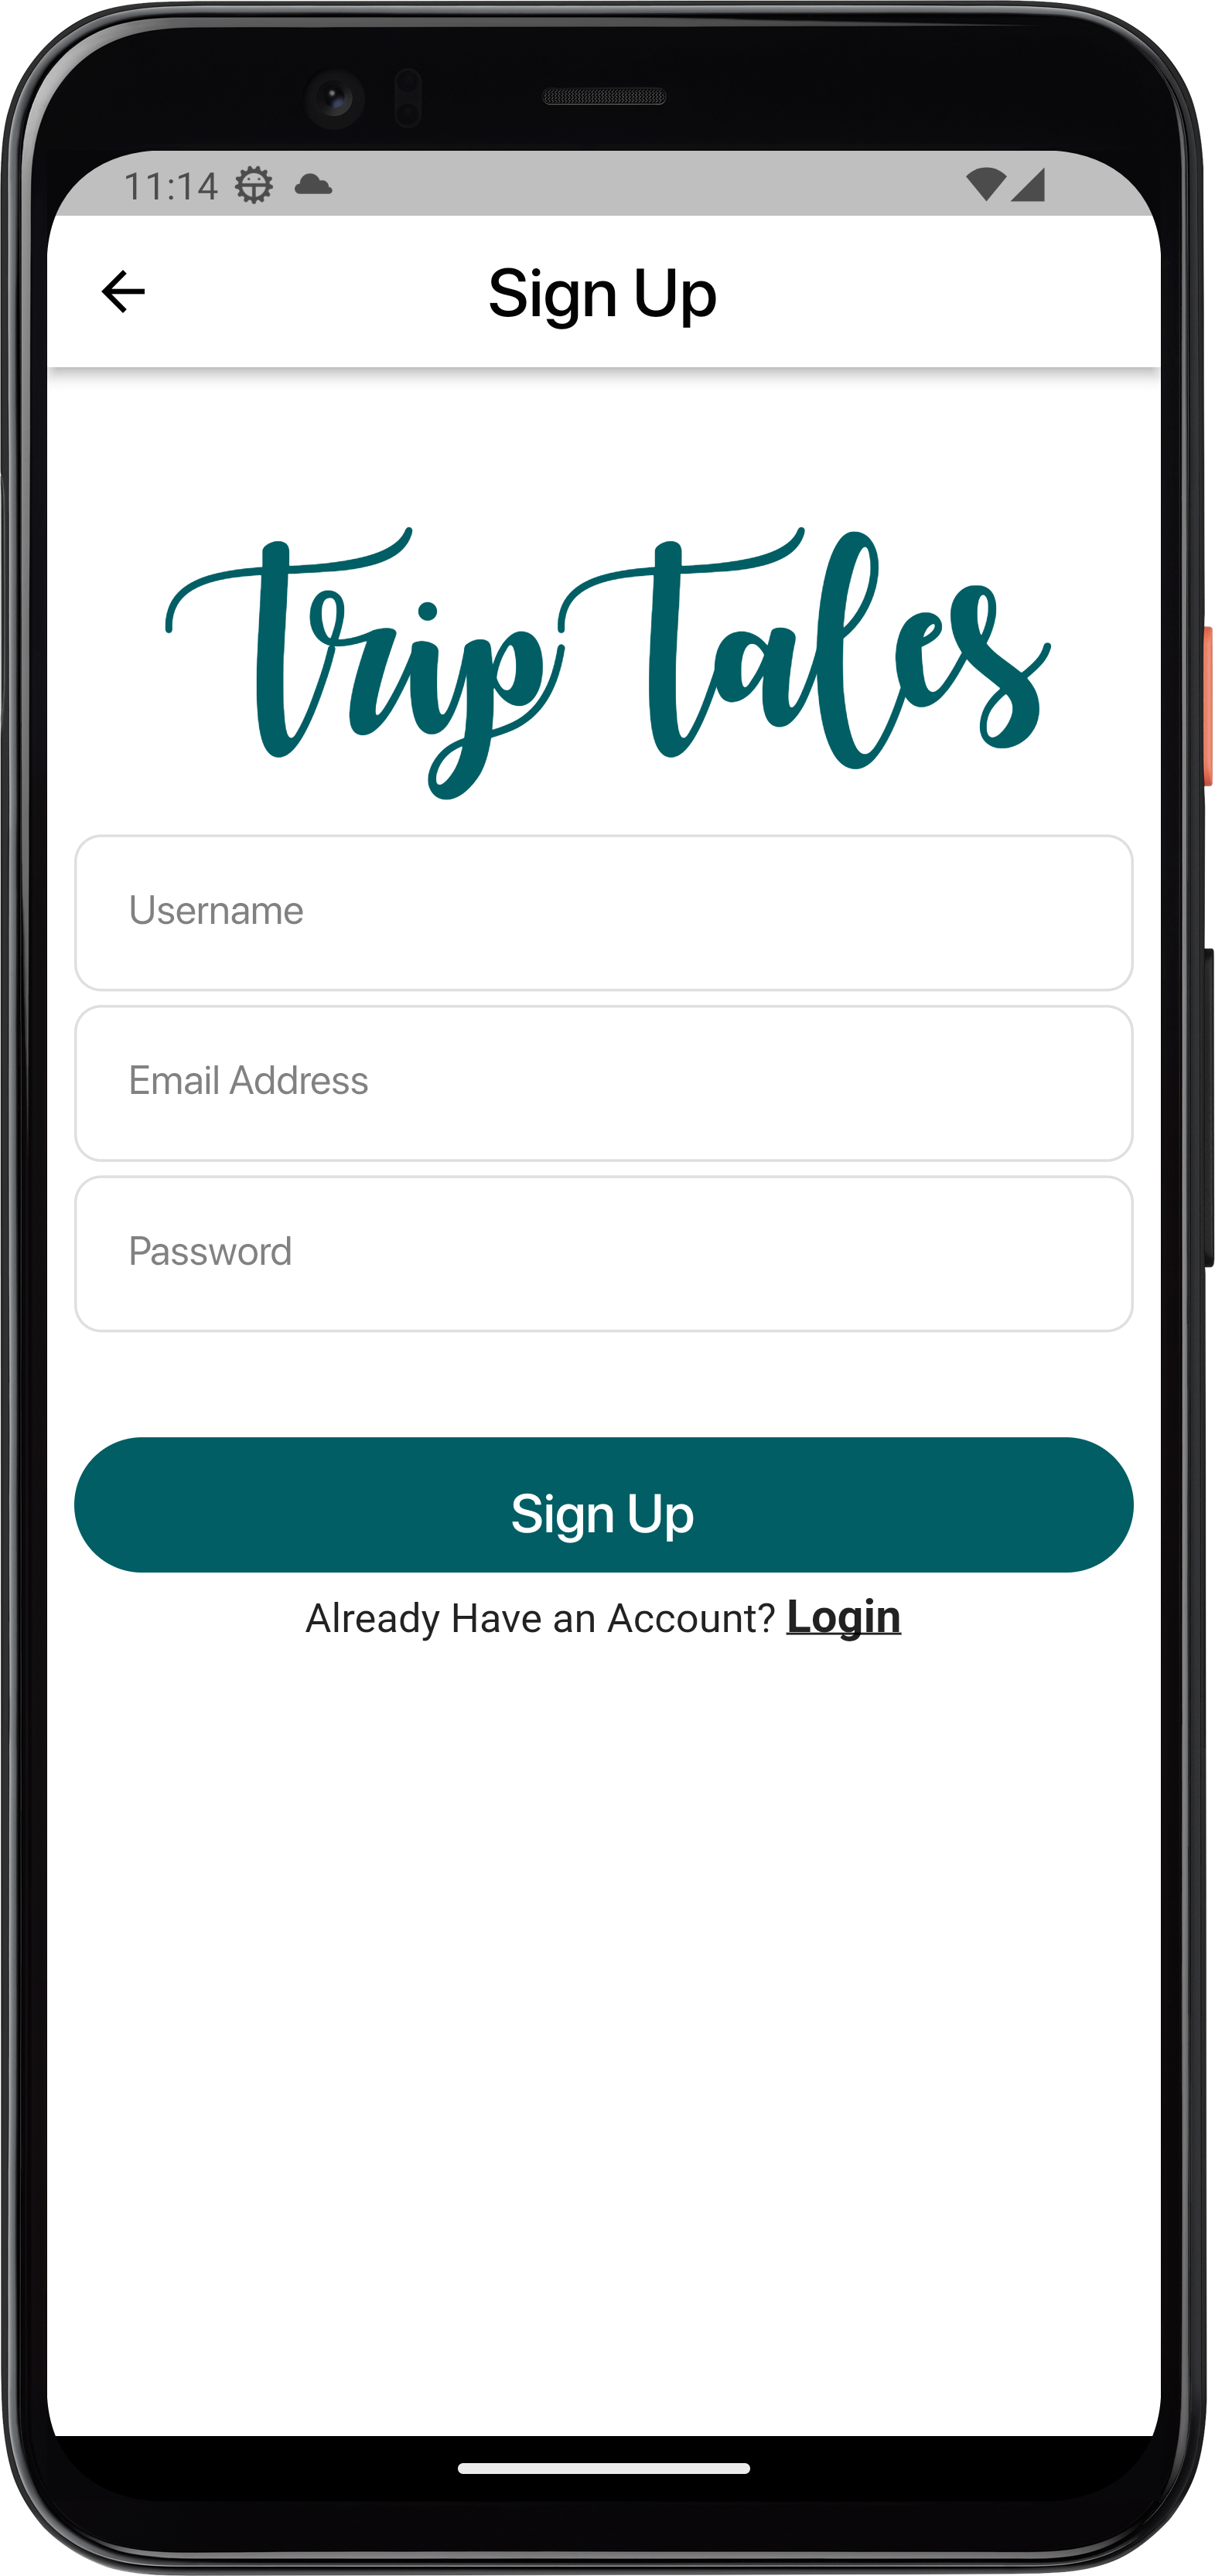 11:14
Sign Up
trip tales
Username
Email Address
Password
Sign Up
Already Have an Account? Login